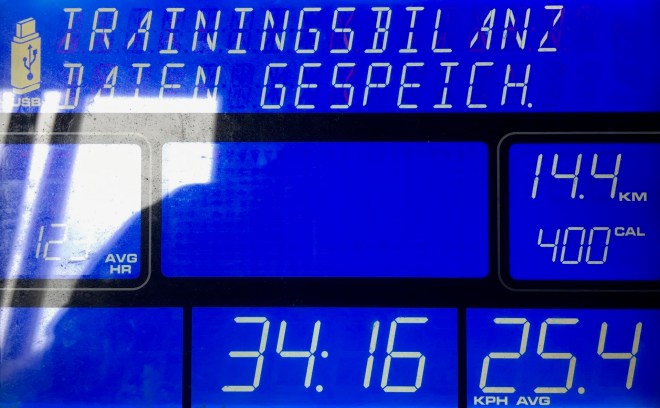 TRAININGSBILANZ
DATEN GESPEICH.
USB
14.4 KM
400 CAL
AVG HR
34:16
25.4
KPH AVG